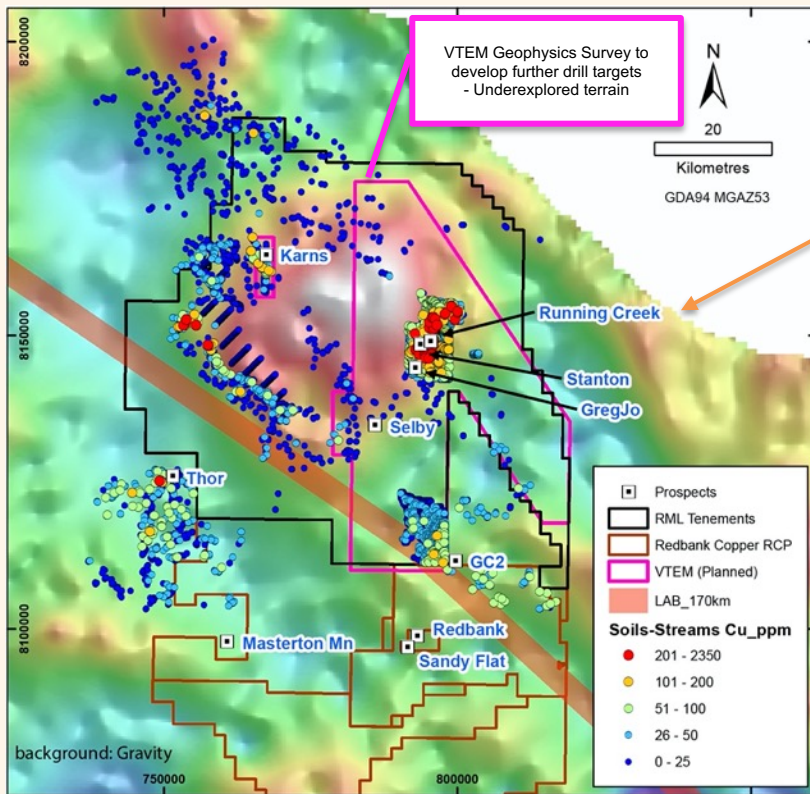 8200000
VTEM Geophysics Survey to
develop further drill targets
- Underexplored terrain
N
20
Kilometres
GDA94 MGAZ53
Karns
Running Creek
8150000
Stanton
GregJo
Selby
Thor
GC2
8100000
Redbank
Masterton Mn
Sandy Flat
background: Gravity
750000
800000
Prospects
RML Tenements
Redbank Copper RCP
VTEM (Planned)
LAB_170km
Soils-Streams Cu_ppm
201 - 2350
101 - 200
51 - 100
26 - 50
0 - 25